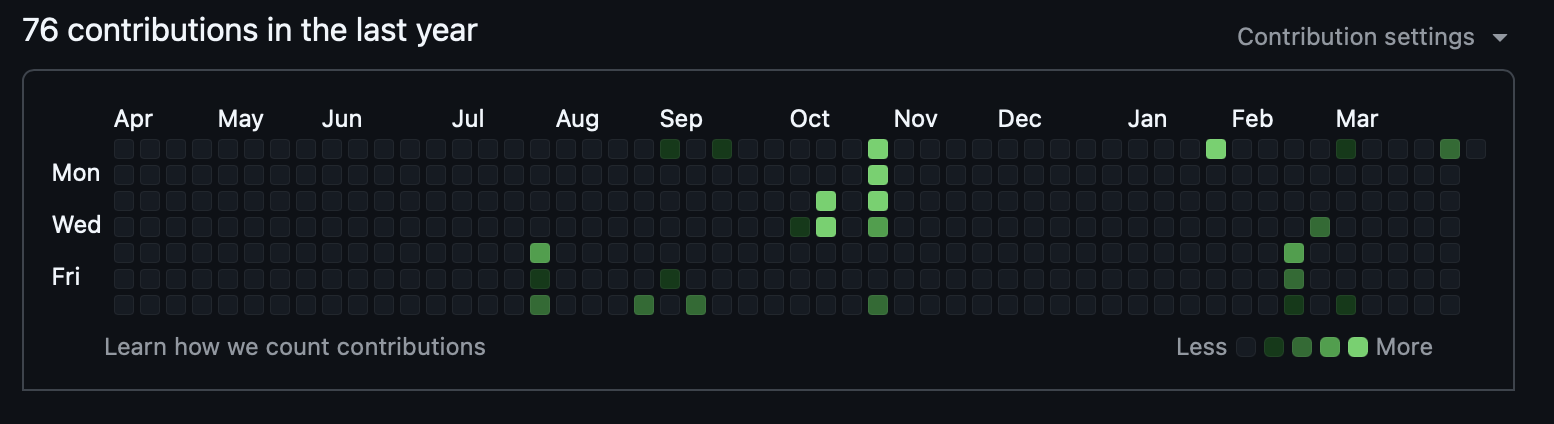 76 contributions in the last year
Contribution settings
Apr May Jun Jul Aug Sep Oct Nov Dec Jan Feb Mar
Mon
Wed
Fri
Learn how we count contributions
Less More